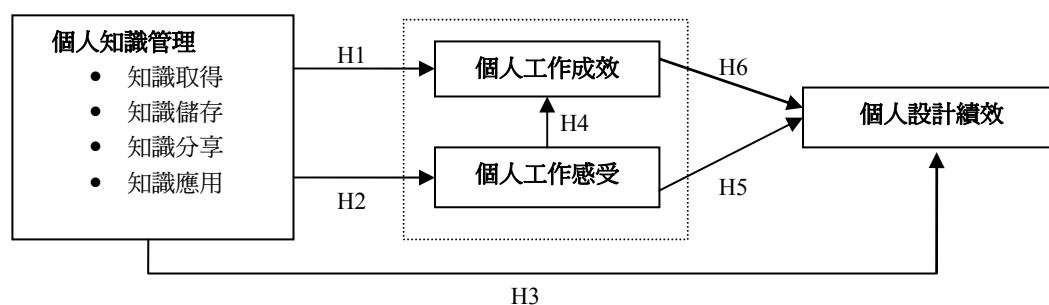 個人知識管理
• 知識取得
• 知識儲存
• 知識分享
• 知識應用
H1
H2
個人工作成效
H4
個人工作感受
H6
H5
個人設計績效
H3